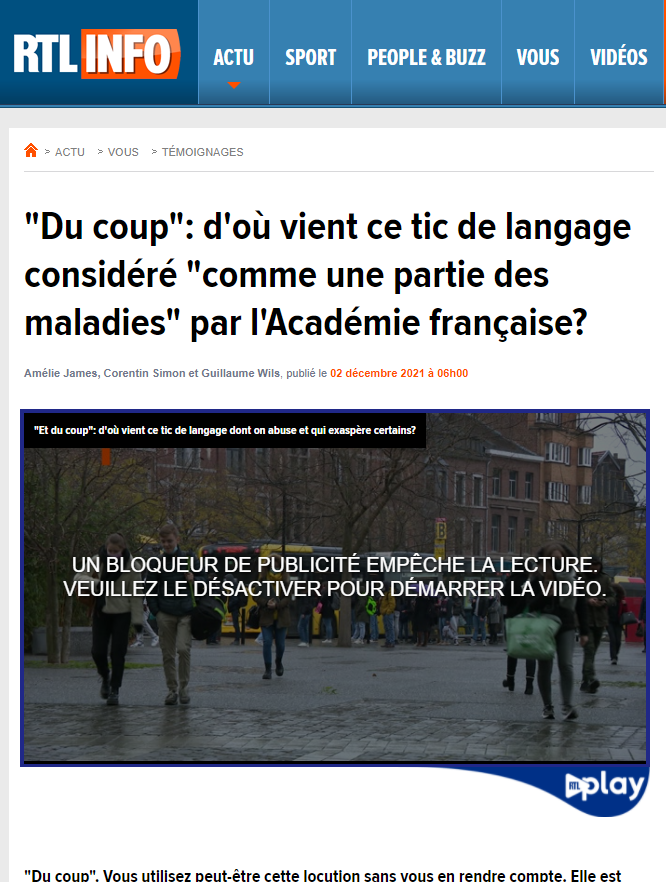 RTL INFO
ACTU
SPORT
PEOPLE & BUZZ
VOUS
VIDÉOS
> ACTU > VOUS > TÉMOIGNAGES
"Du coup": d'où vient ce tic de langage
considéré "comme une partie des
maladies" par l'Académie française?
Amélie James, Corentin Simon et Guillaume Wils, publié le 02 décembre 2021 à 06h00
"Et du coup": d'où vient ce tic de langage dont on abuse et qui exaspère certains?
B
UN BLOQUEUR DE PUBLICITÉ EMPÊCHE LA LECTURE.
VEUILLEZ LE DÉSACTIVER POUR DÉMARRER LA VIDÉO.
RTL play
"Du coup". Vous utilisez peut-être cette locution sans vous en rendre compte. Elle est